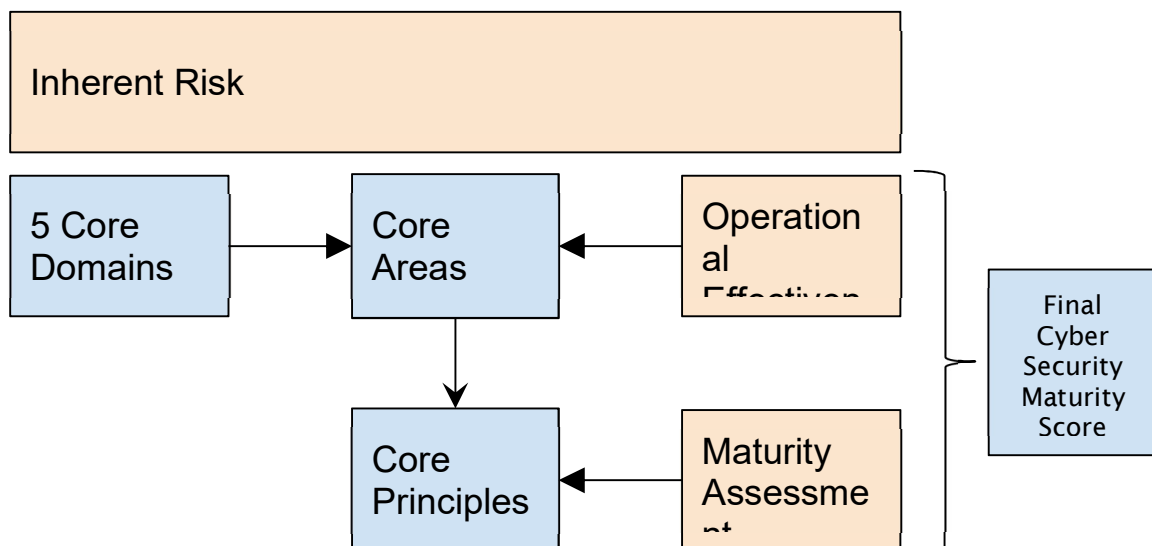 Inherent Risk
5 Core
Domains
Core
Areas
Operation
al
Final
Cyber
Security
Maturity
Score
Core
Principles
Maturity
Assessme